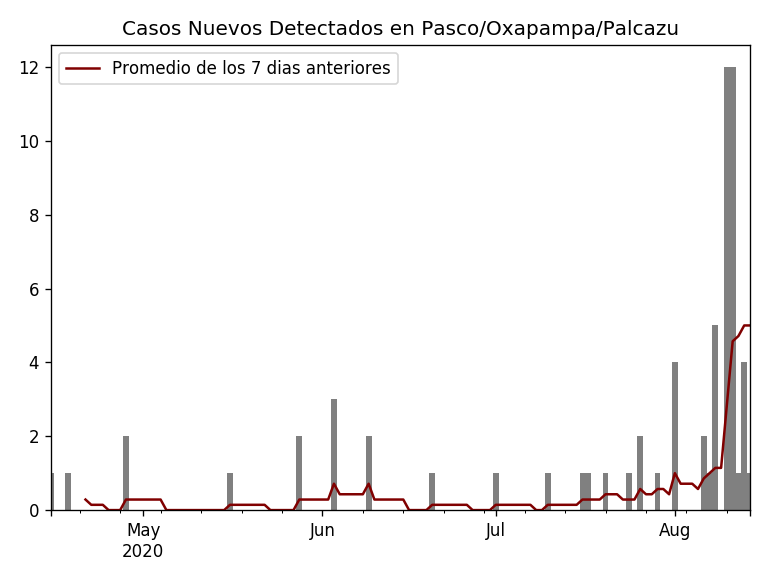 Casos Nuevos Detectados en Pasco/Oxapampa/Palcazu
Promedio de los 7 dias anteriores
12
10
8
6
4
2
0
May Jun Jul Aug
2020